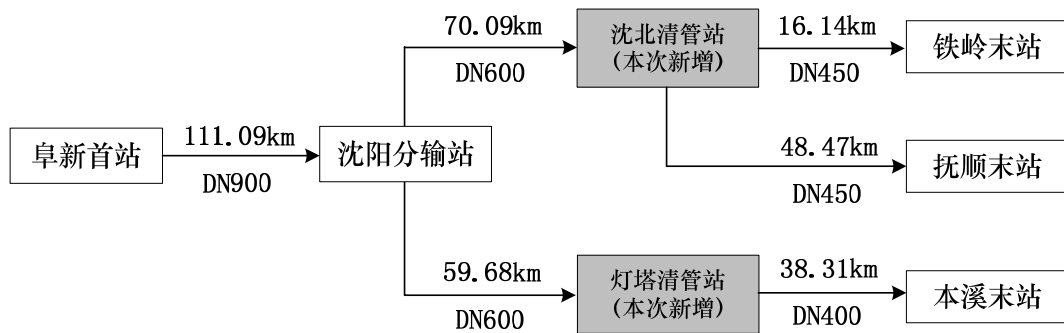 70.09km
DN600
沈北清管站
(本次新增)
16.14km
DN450
铁岭末站
阜新首站
111.09km
DN900
沈阳分输站
48.47km
DN450
抚顺末站
59.68km
DN600
灯塔清管站
(本次新增)
38.31km
DN400
本溪末站